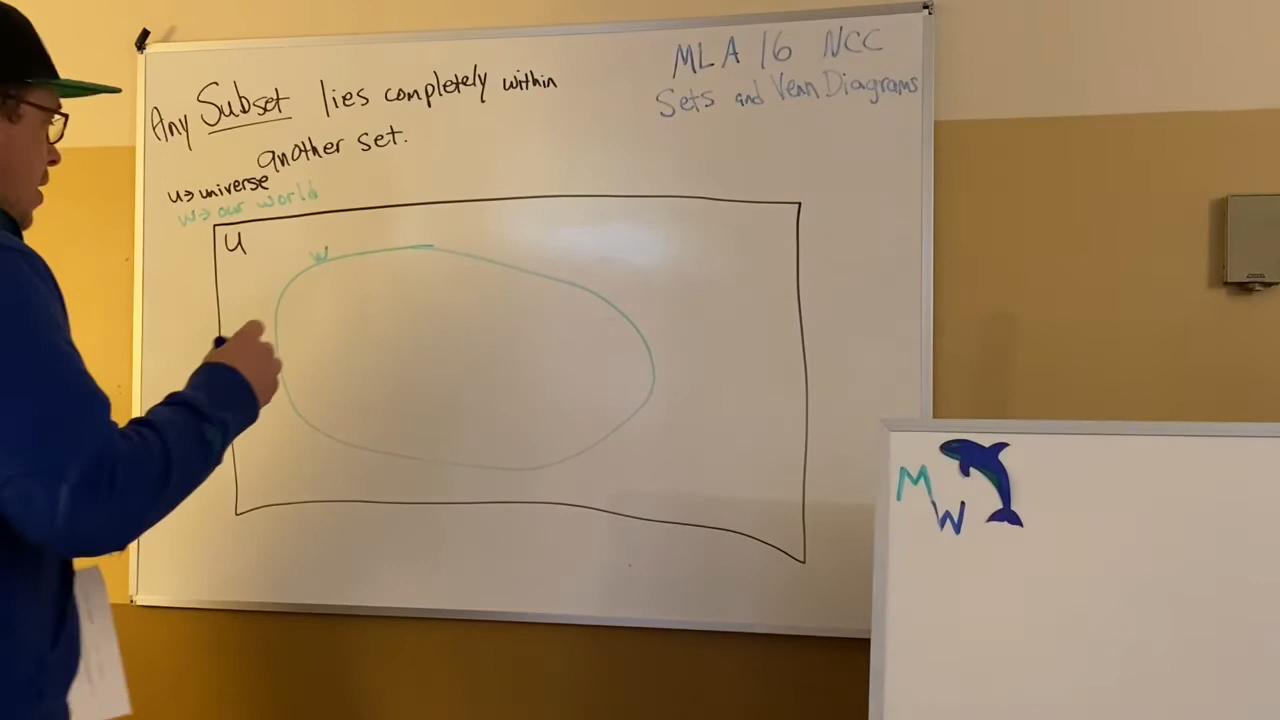 MLA 16 NCC
Sets and Venn Diagrams
Any Subset lies completely within
another set.
u→universe
w→our world
u
w
M
W